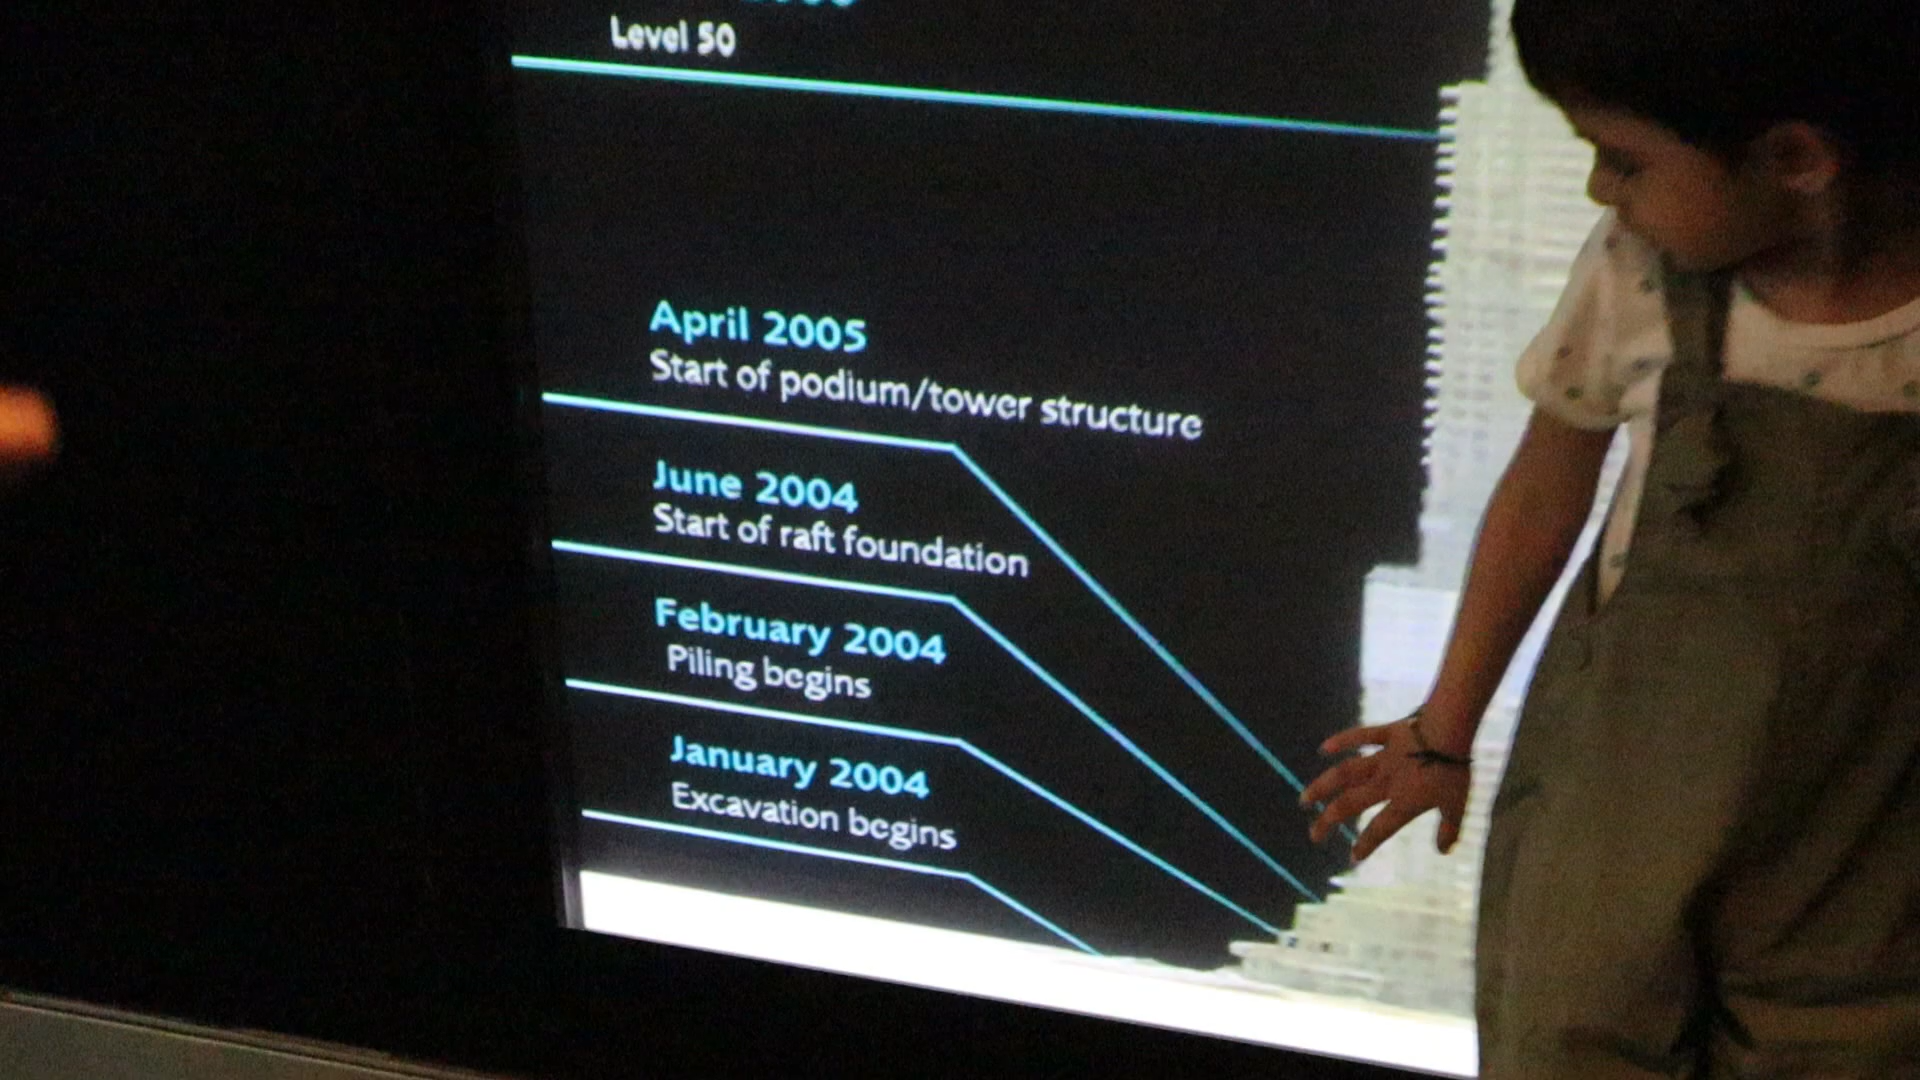 Level 50
April 2005
Start of podium/tower structure
June 2004
Start of raft foundation
February 2004
Piling begins
January 2004
Excavation begins